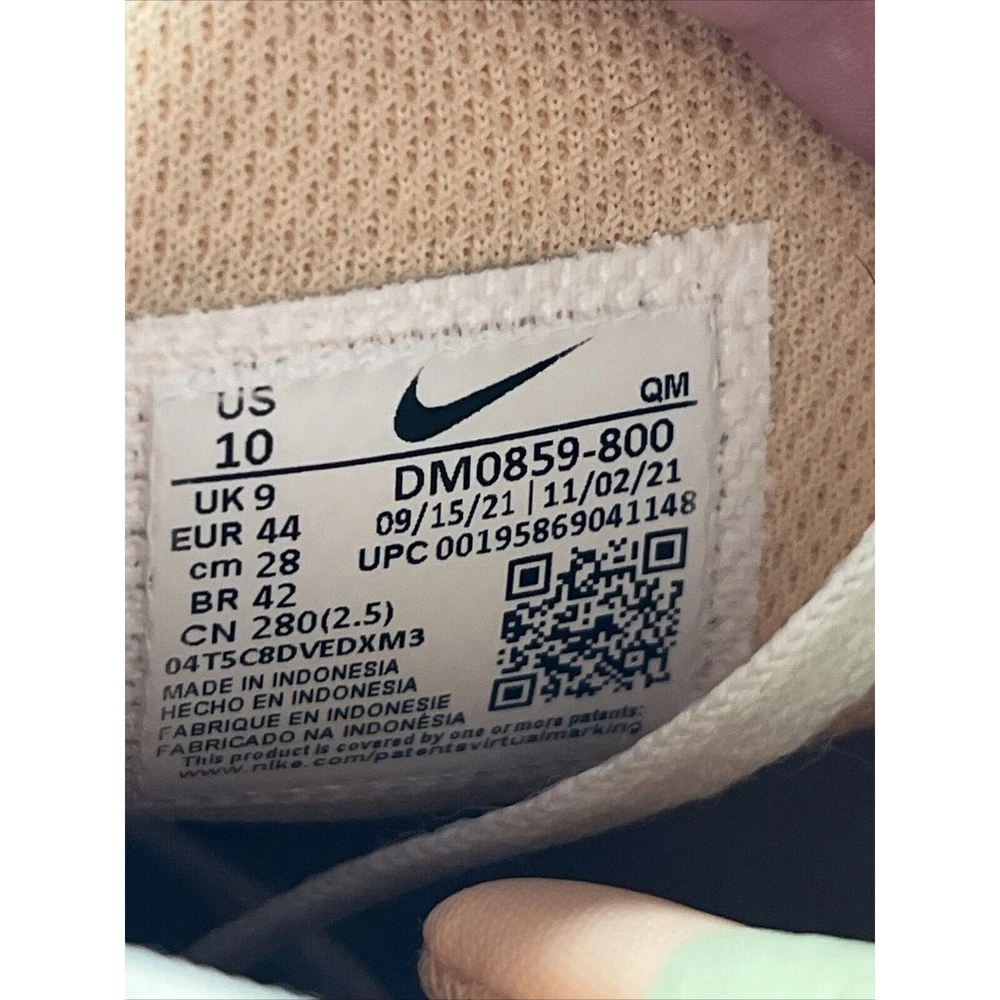 US
10
QM
UK 9
EUR 44
cm 28
BR 42
CN 280(2.5)
DM0859-800
09/15/21 | 11/02/21
UPC 00195869041148
04T5C8DVEDXM3
MADE IN INDONESIA
HECHO EN INDONESIA
FABRIQUE EN INDONESIE
FABRICADO NA INDONÉSIA
This product is covered by one or more patents:
www.nike.com/patentsvirtualmarking